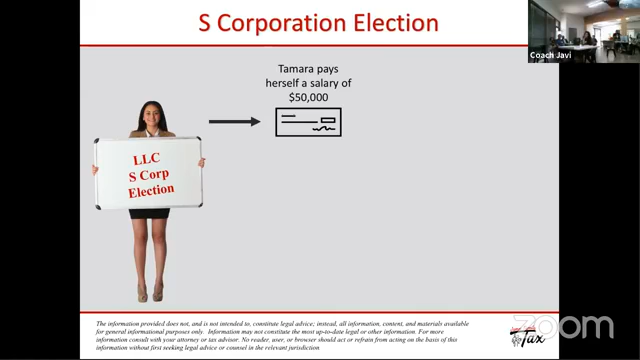 S Corporation Election
Coach Javi
Tamara pays
herself a salary of
$50,000
LLC
S Corp
Election
The information provided does not, and is not intended to, constitute legal advice; instead, all information, content, and materials available
for general informational purposes only. Information may not constitute the most up-to-date legal or other information. For more
information consult with your attorney or tax advisor. No reader, user, or browser should act or refrain from acting on the basis of this
information without first seeking legal advice or counsel in the relevant jurisdiction.
Tax
zoom